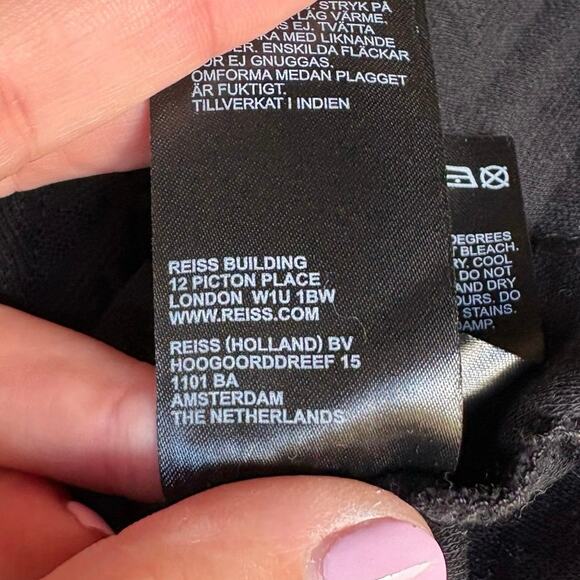 STRYK PÅ
LÅG VÄRME.
EJ, TVÄTTA
MED LIKNANDE
ENSKILDA FLÄCKAR
EJ GNUGGAS.
OMFORMA MEDAN PLAGGET
ÄR FUKTIGT.
TILLVERKAT I INDIEN
REISS BUILDING
12 PICTON PLACE
LONDON W1U 1BW
WWW.REISS.COM
REISS (HOLLAND) BV
HOOGOORDDREEF 15
1101 BA
AMSTERDAM
THE NETHERLANDS
DEGREES
BLEACH.
COOL
DO NOT
AND DRY
DO
STAINS.